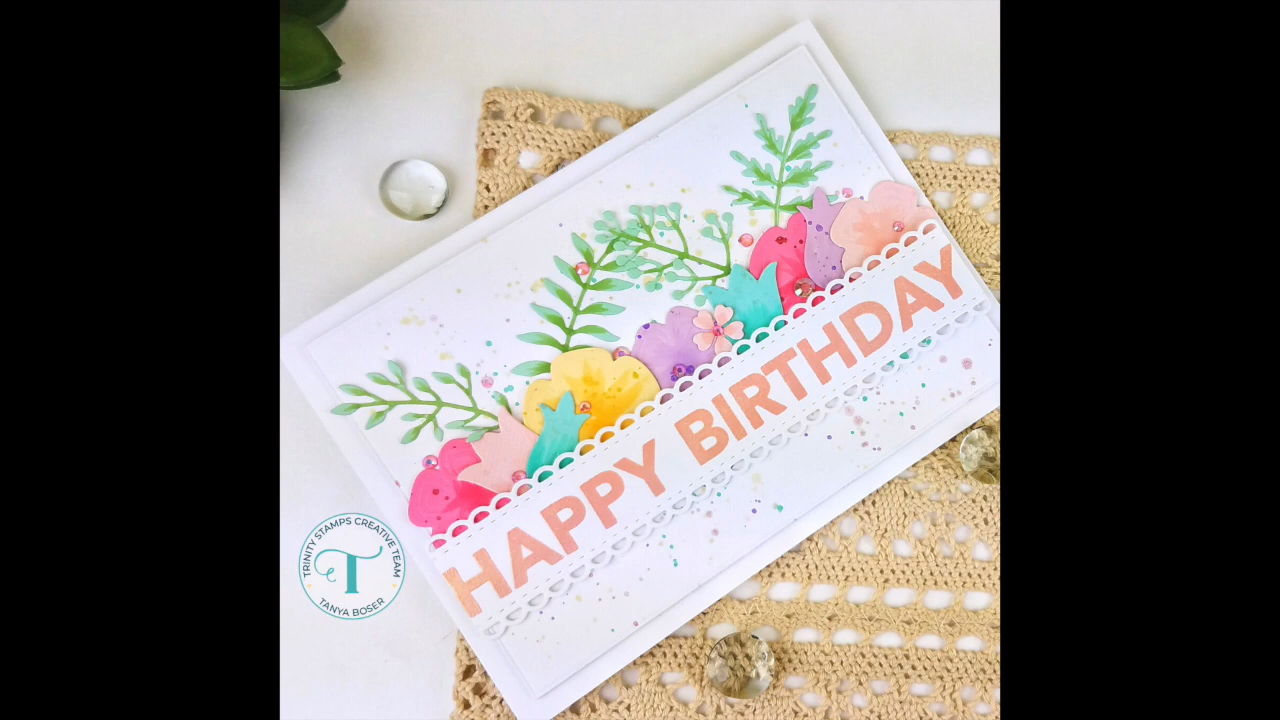 HAPPY BIRTHDAY
TRINITY STAMPS CREATIVE TEAM
T
TANYA BOSER